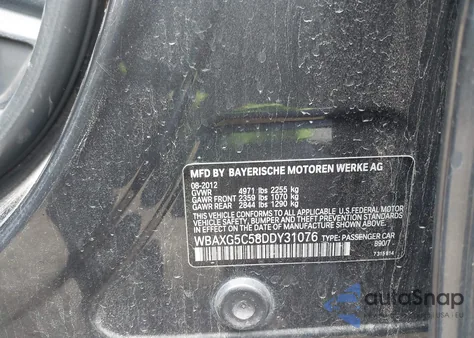 MFD BY BAYERISCHE MOTOREN WERKE AG
08-2012
GVWR 4971 lbs 2255 kg
GAWR FRONT 2359 lbs 1070 kg
GAWR REAR 2844 lbs 1290 kg
THIS VEHICLE CONFORMS TO ALL APPLICABLE FEDERAL MOTOR
VEHICLE SAFETY, BUMPER AND THEFT PREVENTION
STANDARDS IN EFFECT ON THE DATE OF MANUFACTURE SHOWN ABOVE.
WBAXG5C58DDY31076 TYPE: PASSENGER CAR
890/7
7315914
autoSnap